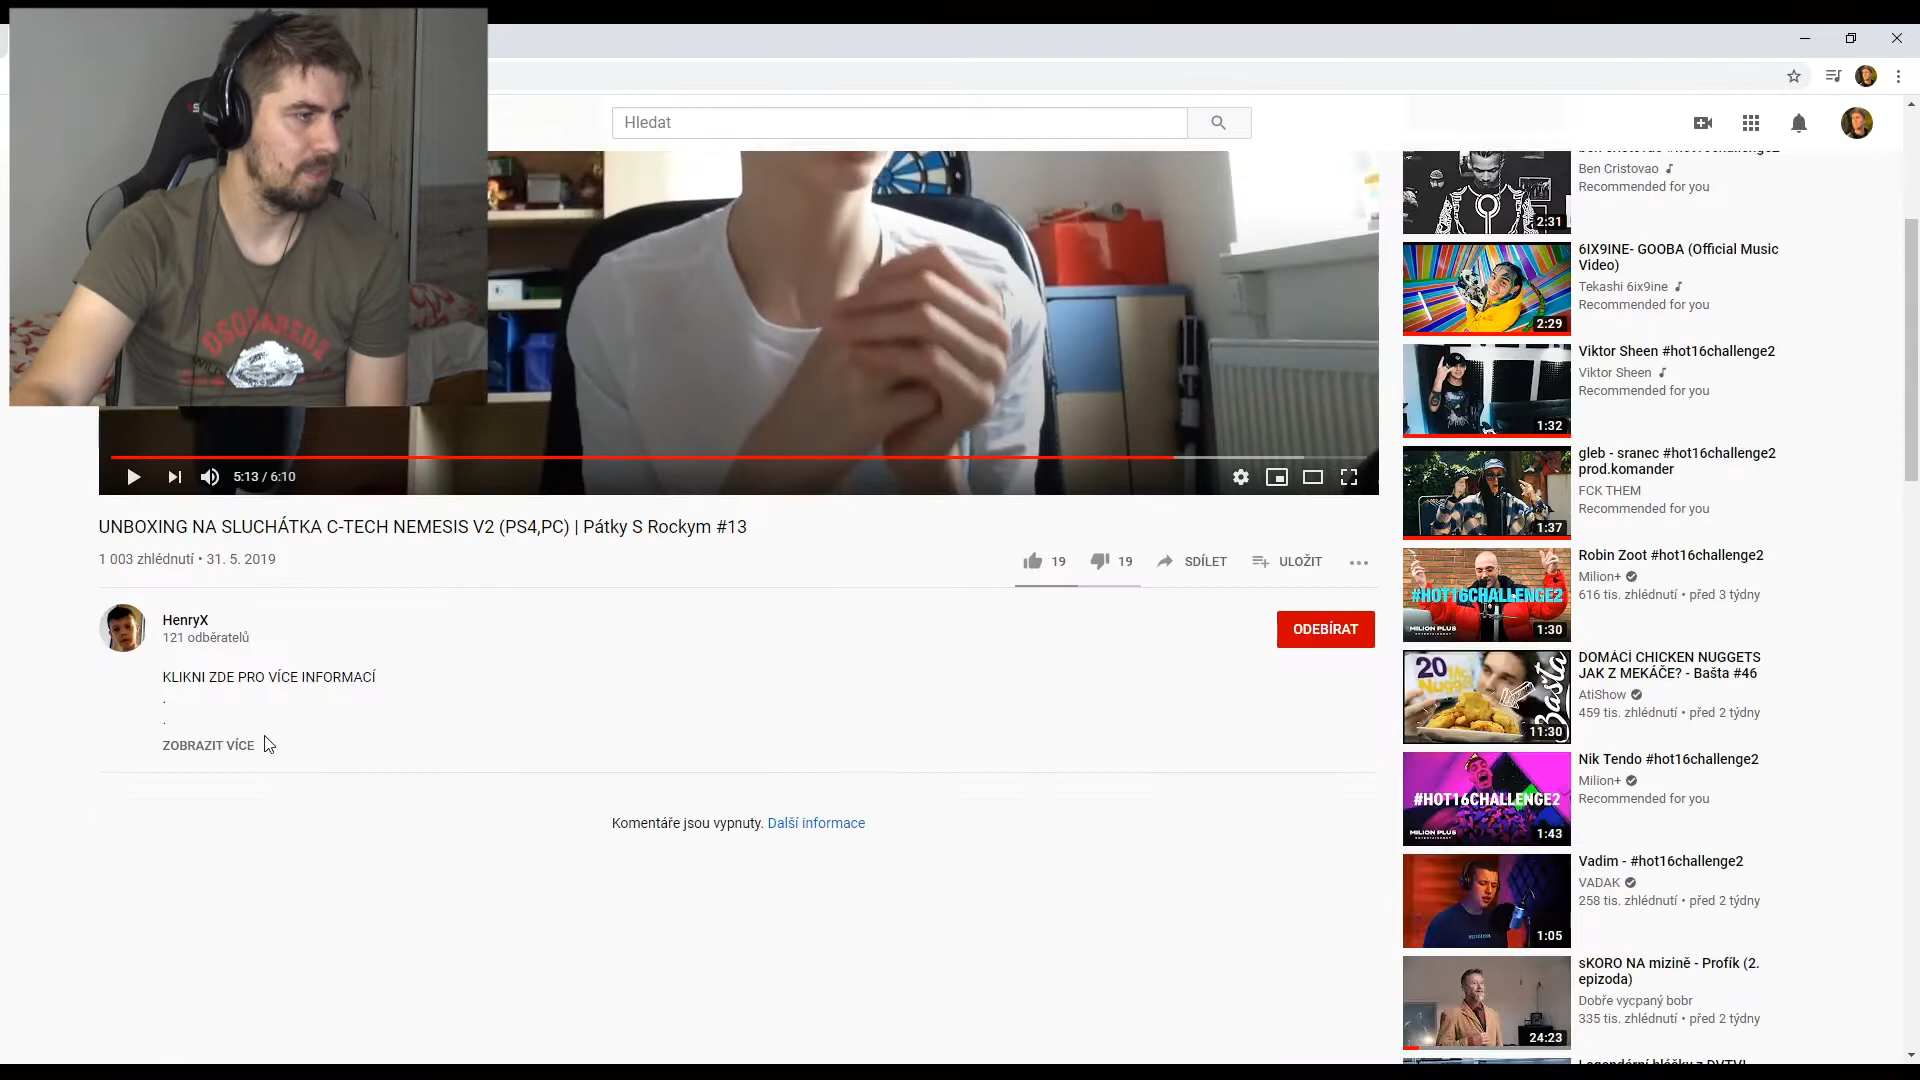 Hledat
DSQUARED2
5:13 / 6:10
UNBOXING NA SLUCHÁTKA C-TECH NEMESIS V2 (PS4,PC) | Pátky S Rockym #13
1 003 zhlédnutí • 31. 5. 2019
19
19
SDÍLET
ULOŽIT
HenryX
121 odběratelů
ODEBÍRAT
KLIKNI ZDE PRO VÍCE INFORMACÍ
.
.
ZOBRAZIT VÍCE
Komentáře jsou vypnuty. Další informace
Ben Cristovao
Recommended for you
2:31
6IX9INE- GOOBA (Official Music
Video)
Tekashi 6ix9ine
Recommended for you
2:29
Viktor Sheen #hot16challenge2
Viktor Sheen
Recommended for you
1:32
gleb - sranec #hot16challenge2
prod.komander
FCK THEM
Recommended for you
1:37
Robin Zoot #hot16challenge2
Milion+
616 tis. zhlédnutí • před 3 týdny
#HOT16CHALLENGE2
MILION PLUS
1:30
DOMÁCÍ CHICKEN NUGGETS
JAK Z MEKÁČE? - Bašta #46
AtiShow
459 tis. zhlédnutí • před 2 týdny
20
Bašta
11:30
Nik Tendo #hot16challenge2
Milion+
Recommended for you
#HOT16CHALLENGE2
MILION PLUS
1:43
Vadim - #hot16challenge2
VADAK
258 tis. zhlédnutí • před 2 týdny
1:05
sKORO NA mizině - Profík (2.
epizoda)
Dobře vycpaný bobr
335 tis. zhlédnutí • před 2 týdny
24:23